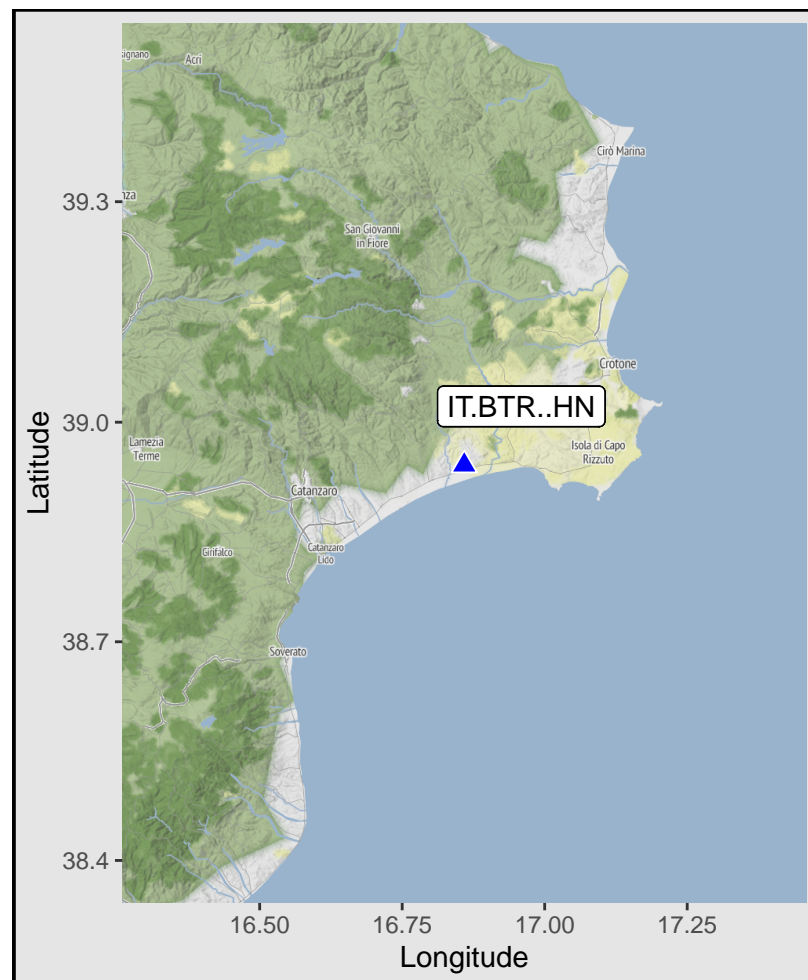 signano
Acri
Cirò Marina
39.3
nza
San Giovanni
in Fiore
Crotone
IT.BTR..HN
39.0
Lamezia
Terme
Isola di Capo
Rizzuto
Latitude
Catanzaro
Girifalco
Catanzaro
Lido
38.7
Soverato
38.4
16.50
16.75
17.00
17.25
Longitude